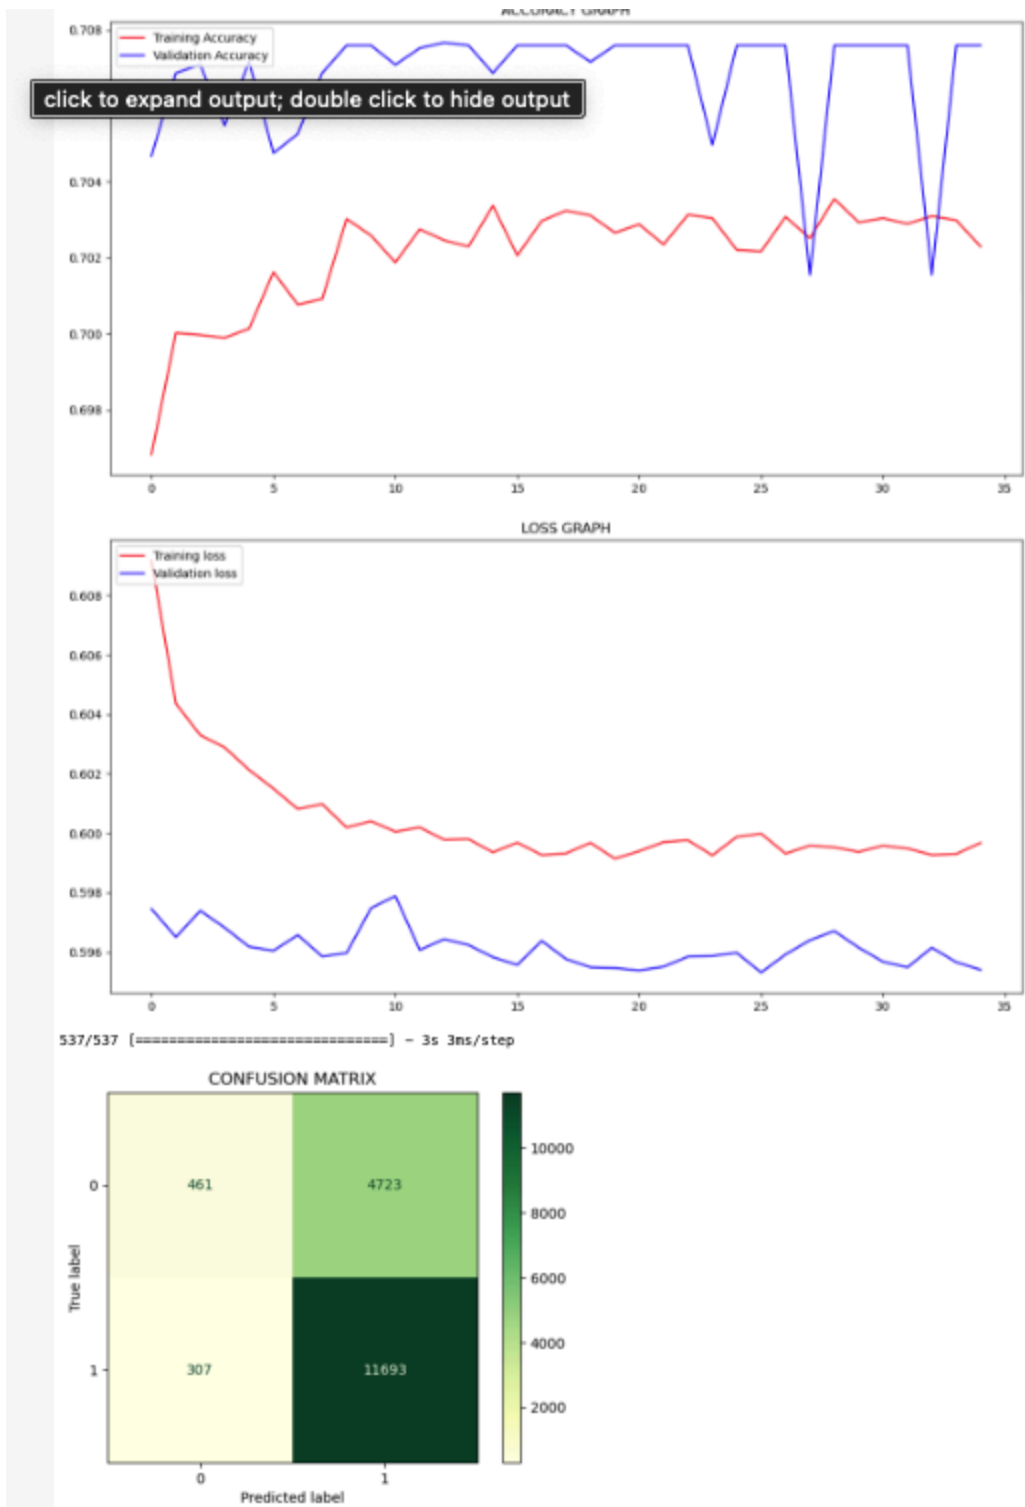 ACCURACY GRAPH
0.708
Training Accuracy
Validation Accuracy
click to expand output; double click to hide output
0.704
0.702
0.700
0.698
0 5 10 15 20 25 30 35
LOSS GRAPH
Training loss
Validation loss
0.608
0.606
0.604
0.602
0.600
0.598
0.596
0 5 10 15 20 25 30 35
537/537 [==============================] - 3s 3ms/step
CONFUSION MATRIX
10000
0 461 4723
8000
6000
True label
4000
1 307 11693
2000
0 1
Predicted label